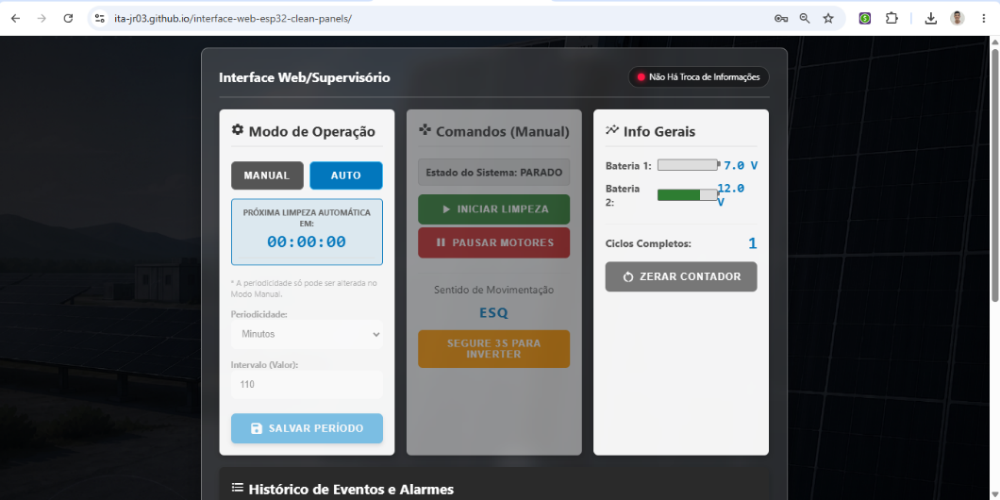 ita-jr03.github.io/interface-web-esp32-clean-panels/
Interface Web/Supervisório
Não Há Troca de Informações
Modo de Operação
MANUAL
AUTO
PRÓXIMA LIMPEZA AUTOMÁTICA
EM:
00:00:00
* A periodicidade só pode ser alterada no
Modo Manual.
Periodicidade:
Minutos
Intervalo (Valor):
110
SALVAR PERÍODO
Comandos (Manual)
Estado do Sistema: PARADO
INICIAR LIMPEZA
PAUSAR MOTORES
Sentido de Movimentação
ESQ
SEGURE 3S PARA
INVERTER
Info Gerais
Bateria 1:
7.0 V
Bateria
2:
12.0
V
Ciclos Completos:
1
ZERAR CONTADOR
Histórico de Eventos e Alarmes